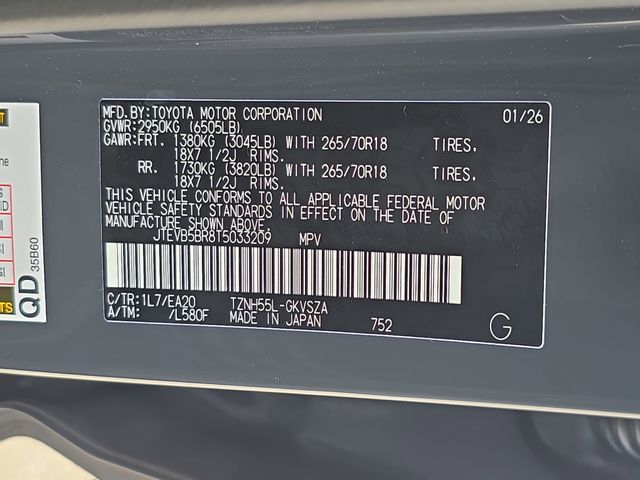 MFD.BY:TOYOTA MOTOR CORPORATION 01/26
GVWR:2950KG (6505LB)
GAWR:FRT. 1380KG (3045LB) WITH 265/70R18 TIRES.
18X7 1/2J RIMS.
RR. 1730KG (3820LB) WITH 265/70R18 TIRES.
18X7 1/2J RIMS.
THIS VEHICLE CONFORMS TO ALL APPLICABLE FEDERAL MOTOR
VEHICLE SAFETY STANDARDS IN EFFECT ON THE DATE OF
MANUFACTURE SHOWN ABOVE.
JTEVB5BR8T5033209 MPV
C/TR:1L7/EA20 TZNH55L-GKVSZA
A/TM: /L580F MADE IN JAPAN 752 G
QD 35B60